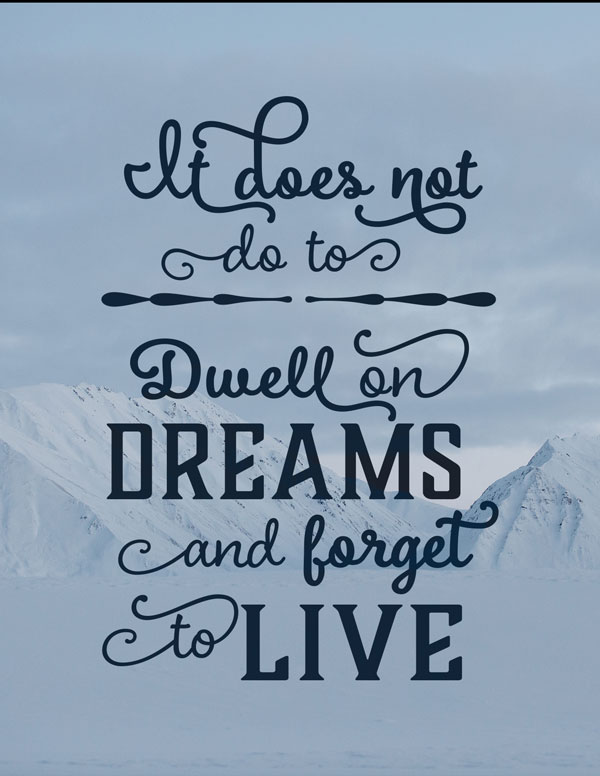 It does not
do to
Dwell on
DREAMS
and forget
to LIVE